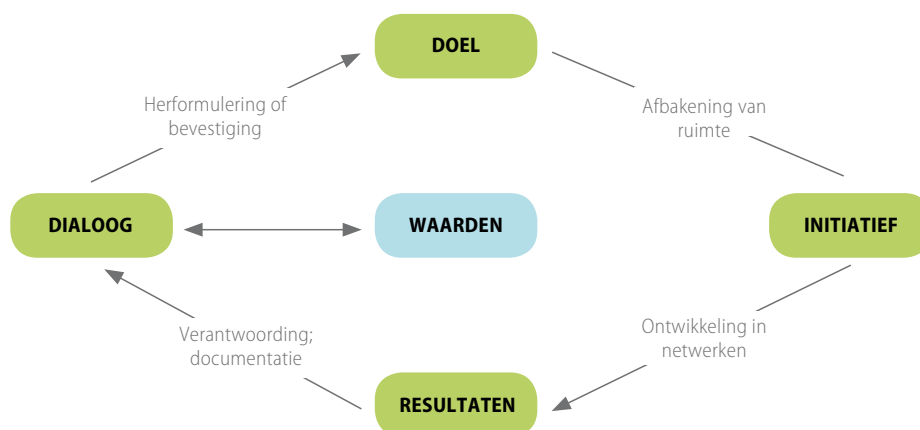 DOEL
Herformulering of
bevestiging
Afbakening van
ruimte
DIALOOG
WAARDEN
INITIATIEF
Verantwoording;
documentatie
Ontwikkeling in
netwerken
RESULTATEN